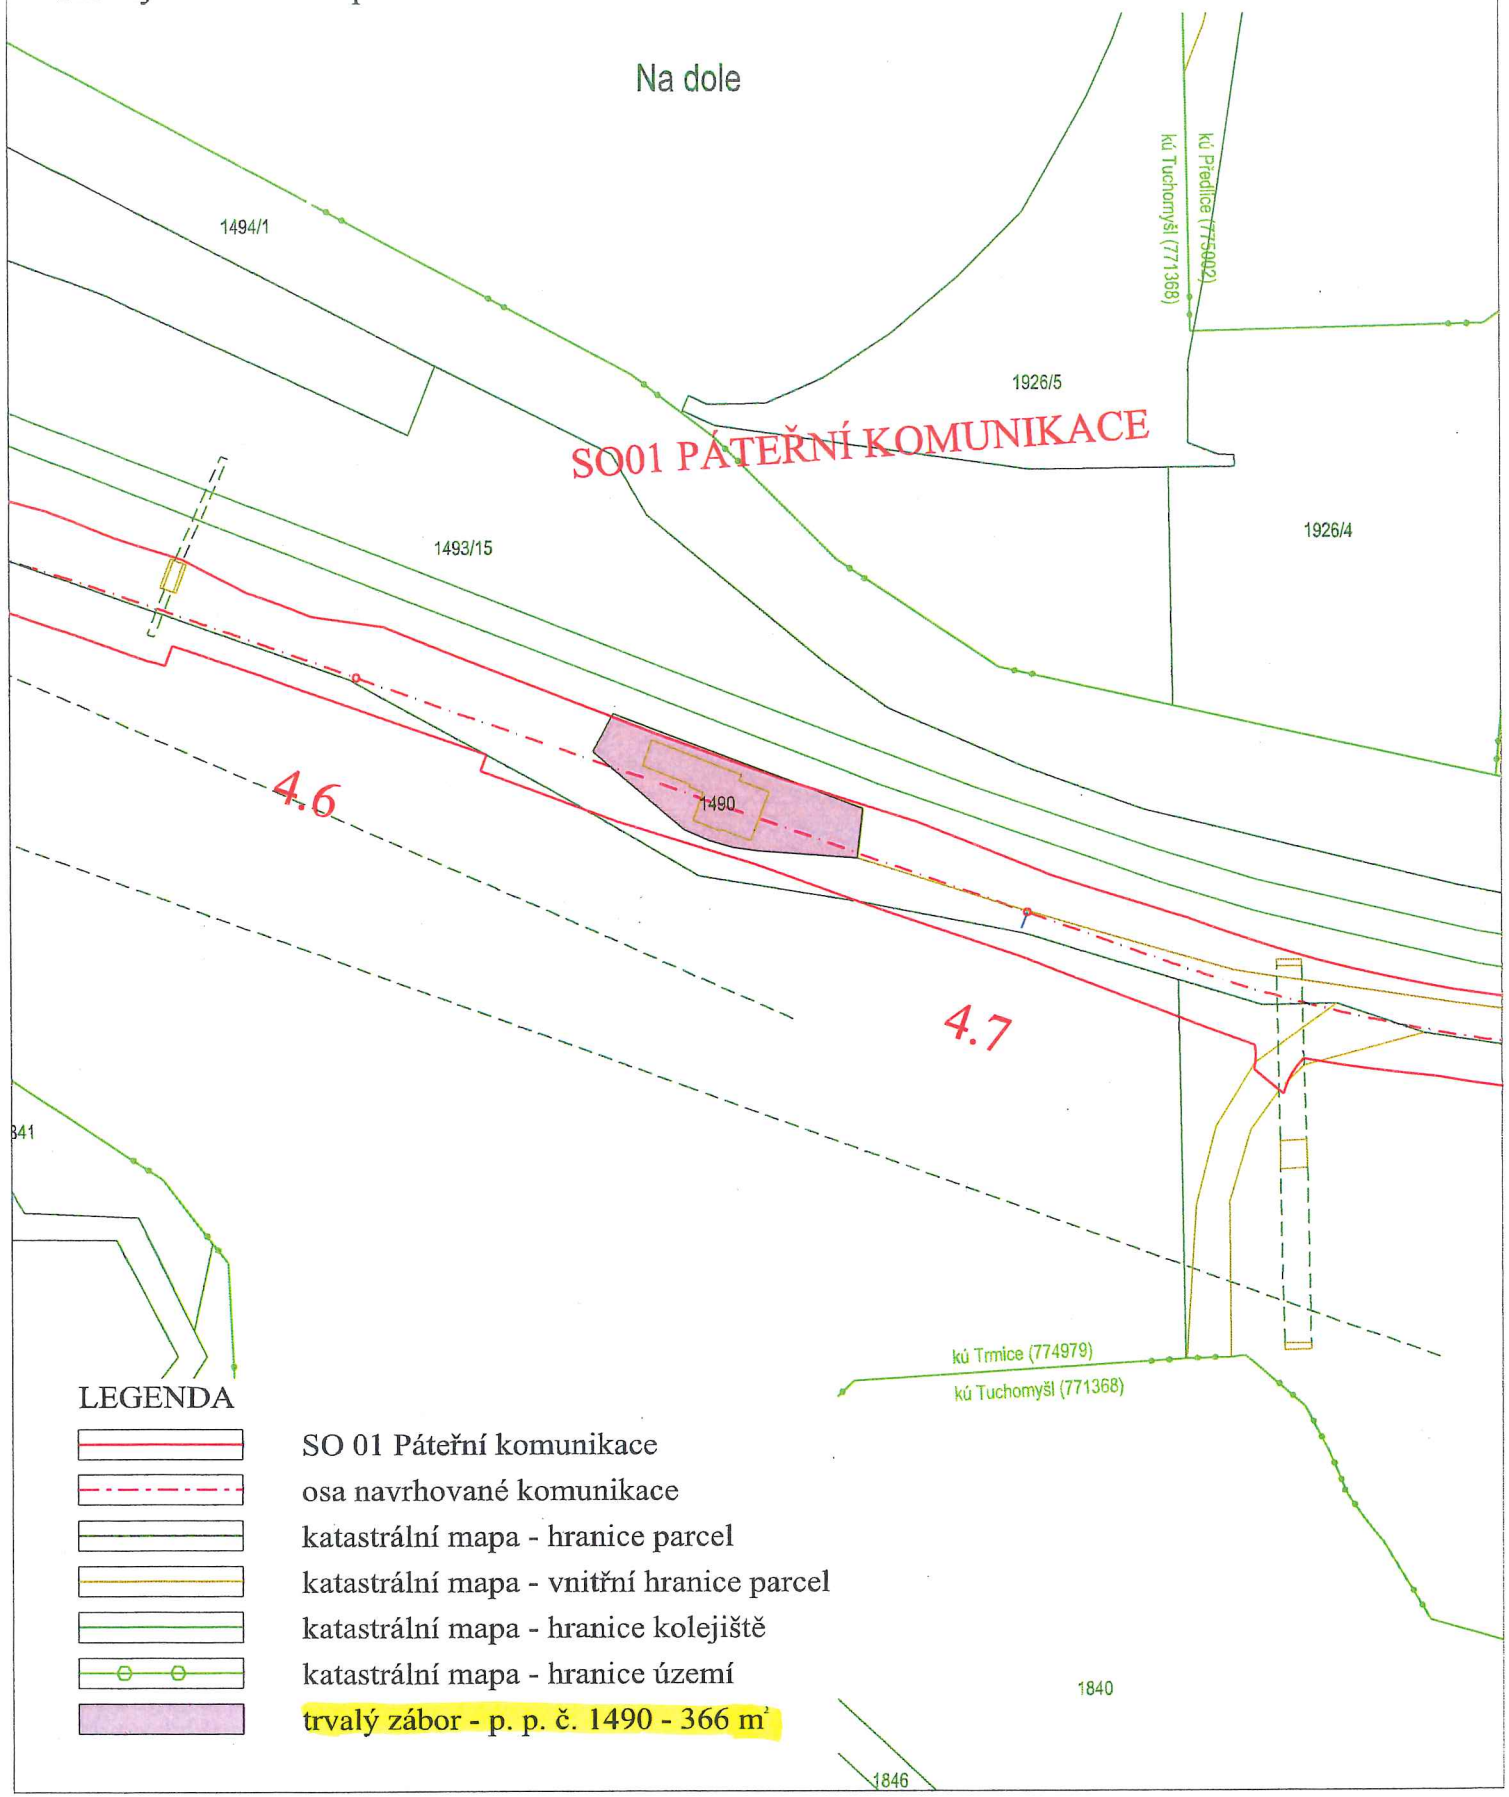 Na dole
kú Předlice (775002)
kú Tuchomyšl (771368)
1494/1
1926/5
SO01 PÁTEŘNÍ KOMUNIKACE
1926/4
1493/15
4.6
1490
4.7
341
kú Trmice (774979)
kú Tuchomyšl (771368)
LEGENDA
SO 01 Páteřní komunikace
osa navrhované komunikace
katastrální mapa - hranice parcel
katastrální mapa - vnitřní hranice parcel
katastrální mapa - hranice kolejiště
katastrální mapa - hranice území
trvalý zábor - p. p. č. 1490 - 366 m²
1840
1846